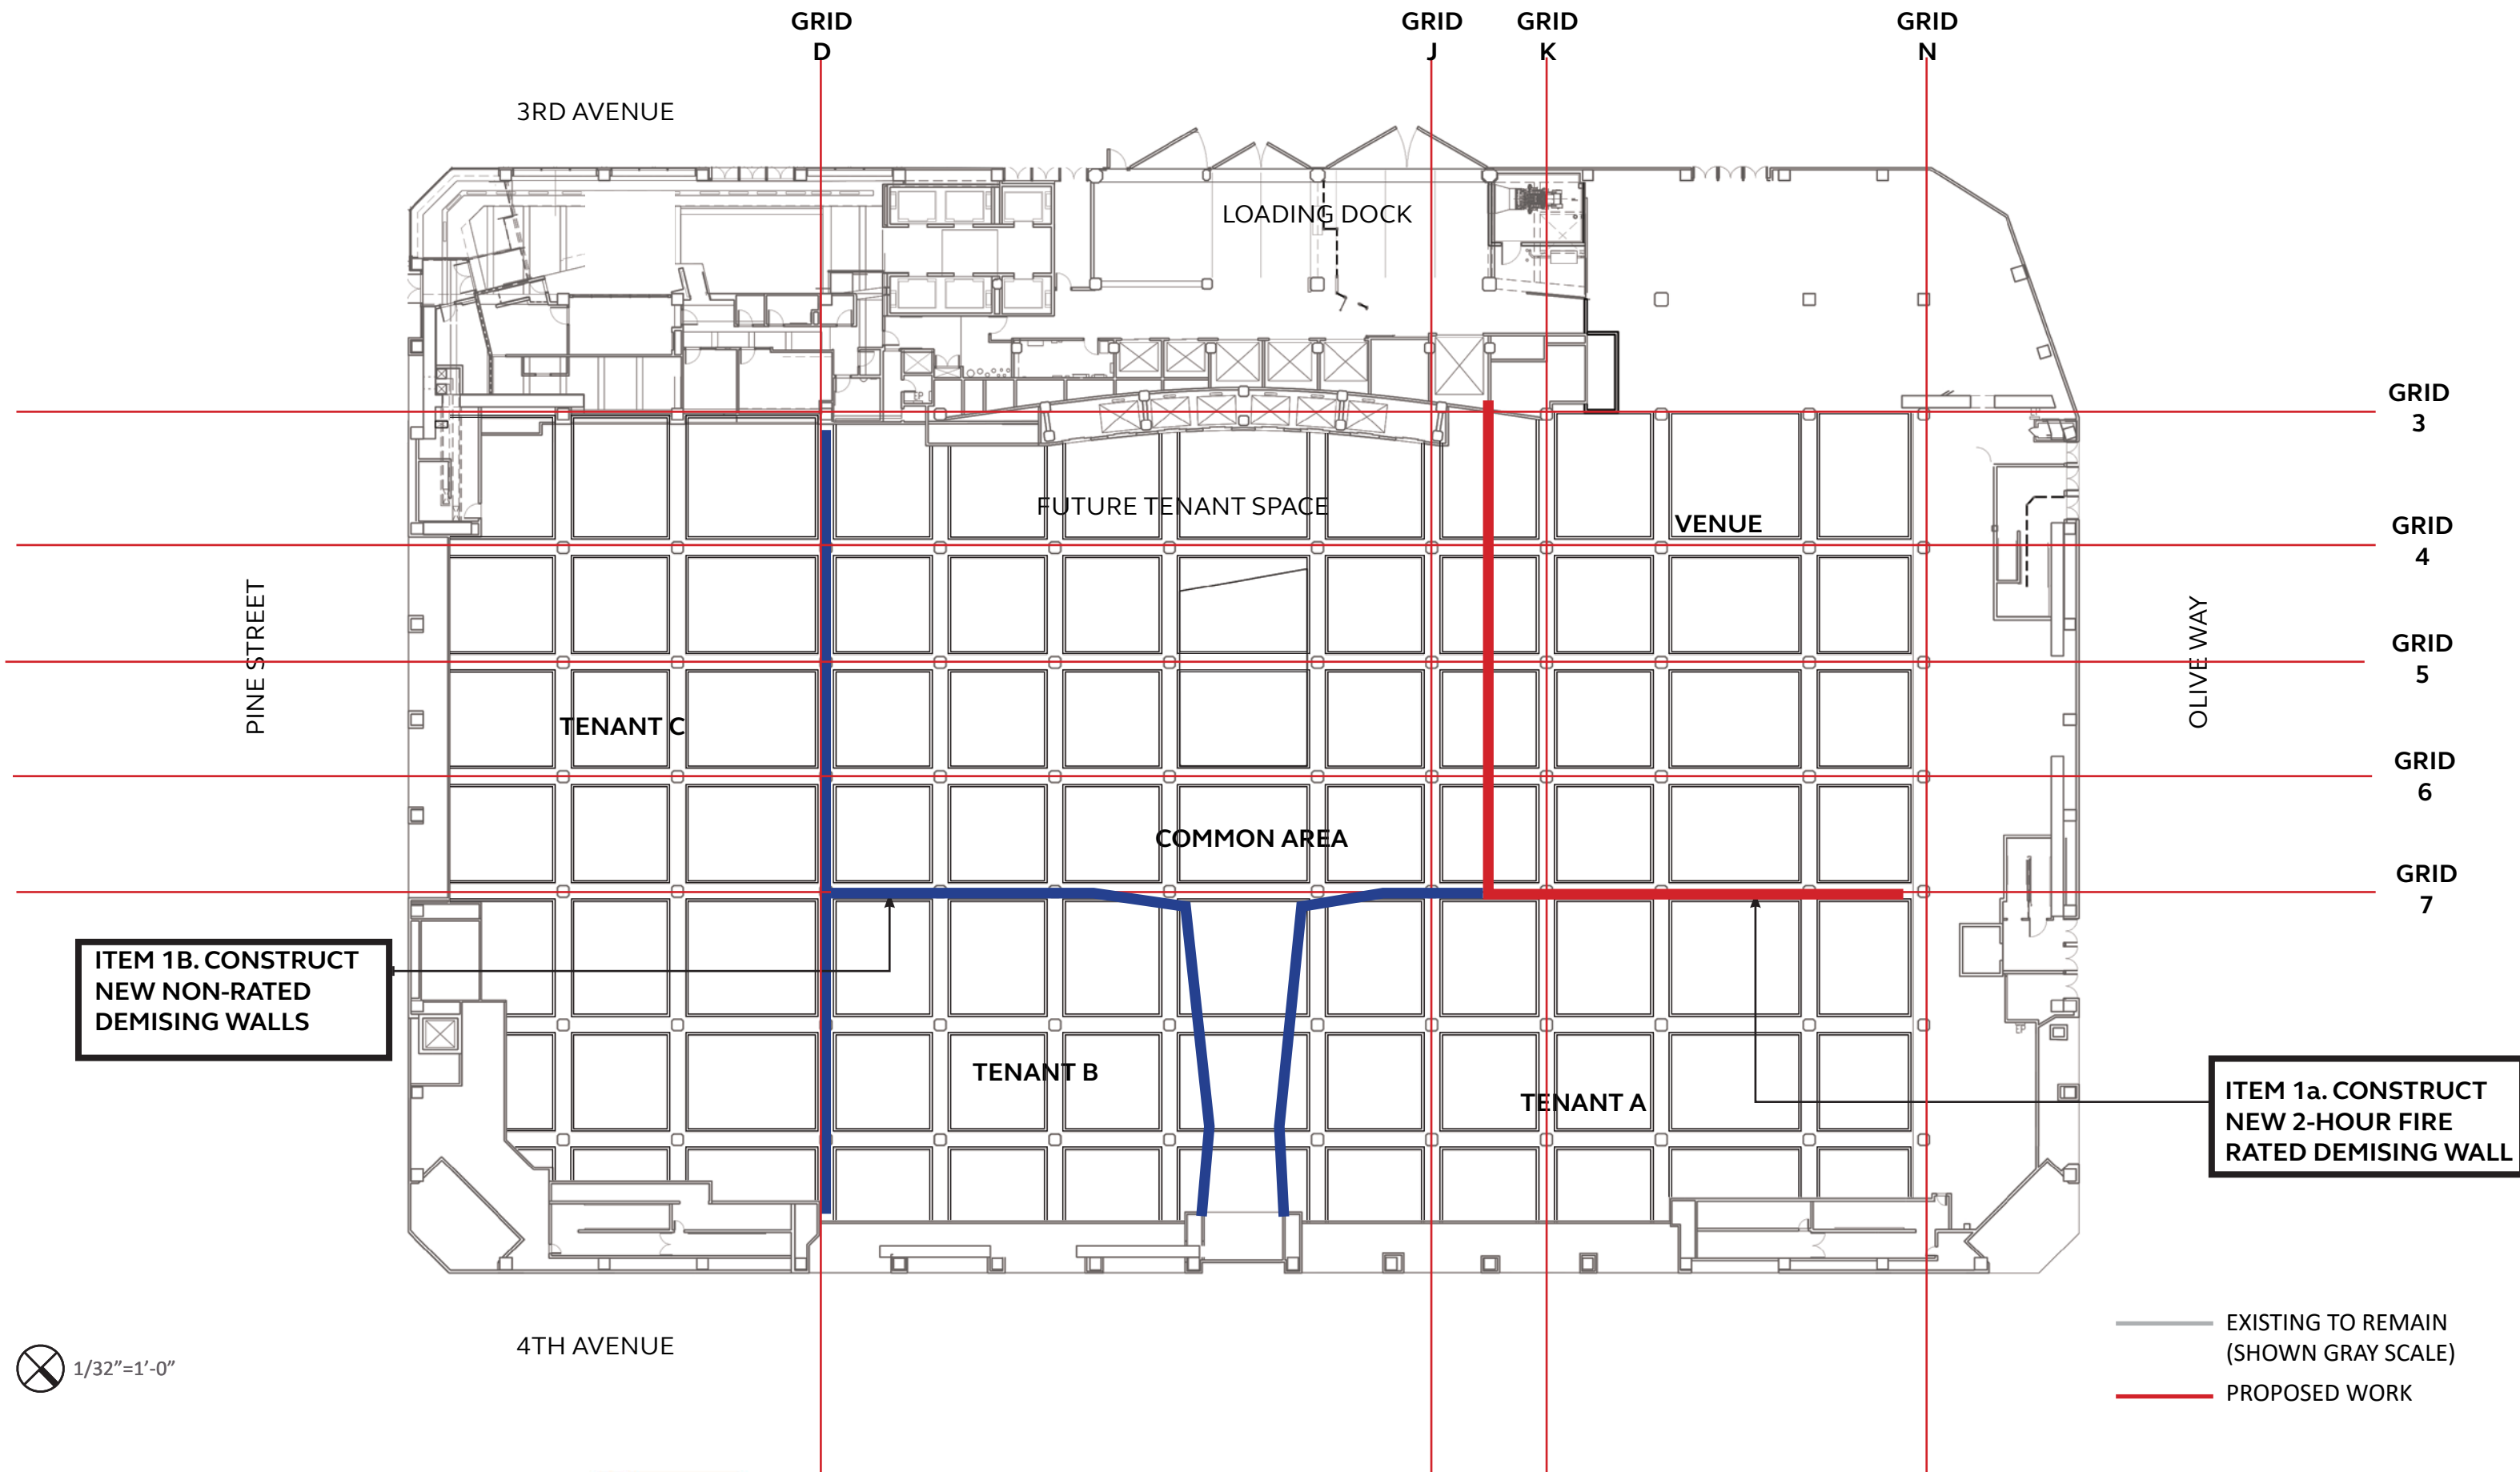 GRID
D
GRID
J
GRID
K
GRID
N
3RD AVENUE
LOADING DOCK
GRID
3
FUTURE TENANT SPACE
VENUE
GRID
4
PINE STREET
OLIVE WAY
GRID
5
TENANT C
GRID
6
COMMON AREA
GRID
7
ITEM 1B. CONSTRUCT
NEW NON-RATED
DEMISING WALLS
TENANT B
TENANT A
ITEM 1a. CONSTRUCT
NEW 2-HOUR FIRE
RATED DEMISING WALL
4TH AVENUE
1/32”=1’-0”
EXISTING TO REMAIN
(SHOWN GRAY SCALE)
PROPOSED WORK